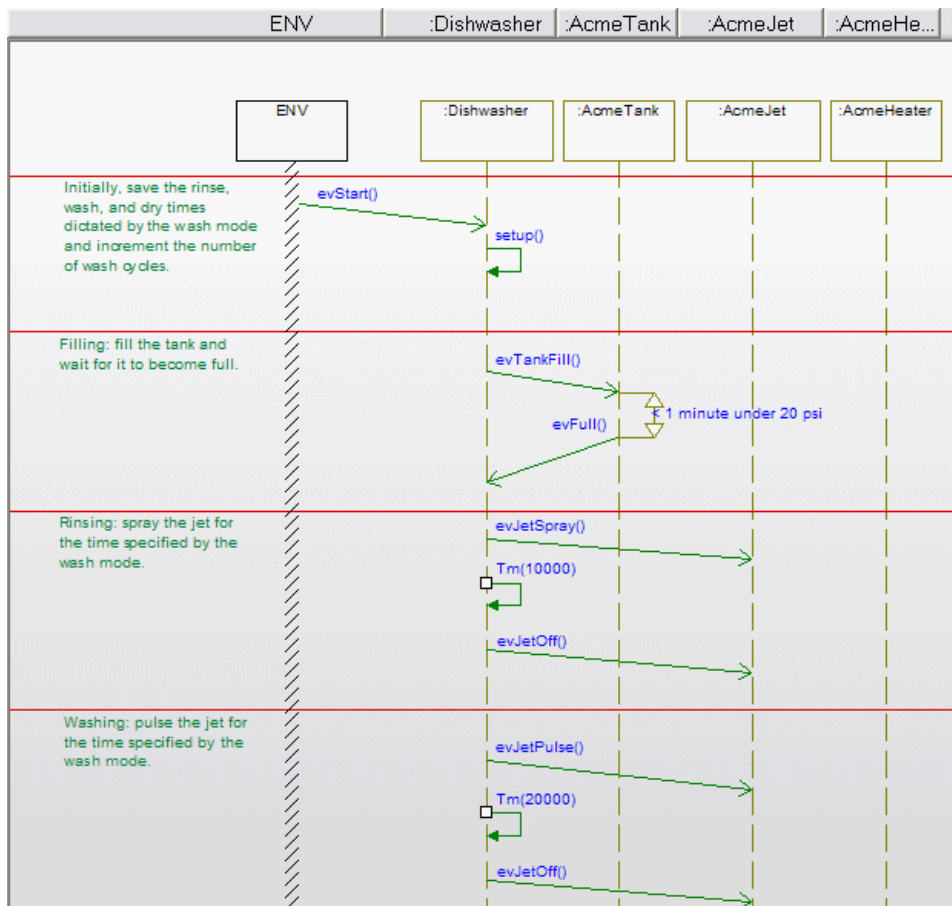 ENV :Dishwasher :AcmeTank :AcmeJet :AcmeHe...
ENV :Dishwasher :AcmeTank :AcmeJet :AcmeHeater
Initially, save the rinse,
wash, and dry times
dictated by the wash mode
and increment the number
of wash cycles.
evStart()
setup()
Filling: fill the tank and
wait for it to become full.
evTankFill()
< 1 minute under 20 psi
evFull()
Rinsing: spray the jet for
the time specified by the
wash mode.
evJetSpray()
Tm(10000)
evJetOff()
Washing: pulse the jet for
the time specified by the
wash mode.
evJetPulse()
Tm(20000)
evJetOff()